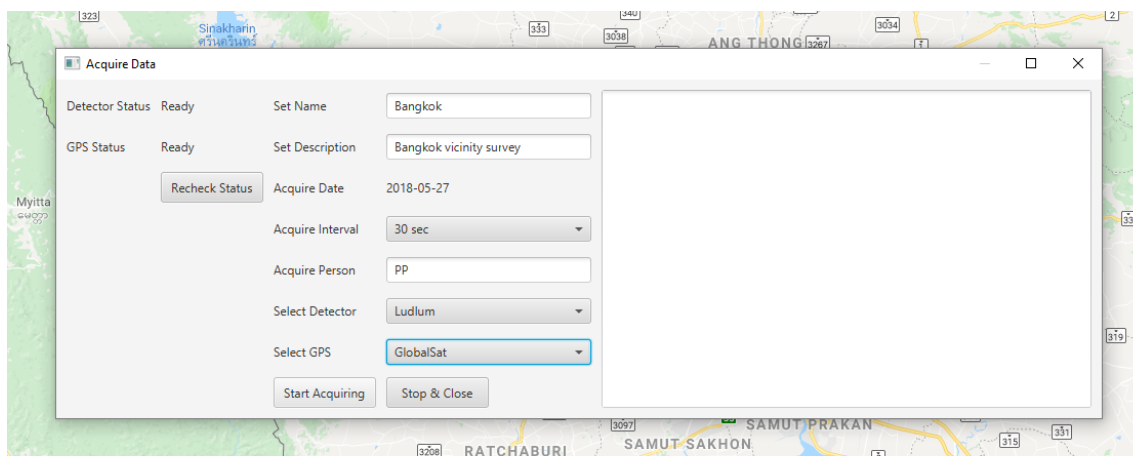 323
Sinakharin
ศรีนครินทร์
333
340
3038
3034
2
ANG THONG
3267
1
Acquire Data
Detector Status Ready Set Name Bangkok
GPS Status Ready Set Description Bangkok vicinity survey
Recheck Status Acquire Date 2018-05-27
Myitta
Acquire Interval 30 sec
33
Acquire Person PP
Select Detector Ludlum
319
Select GPS GlobalSat
Start Acquiring Stop & Close
3097
SAMUT PRAKAN
331
3208
RATCHABURI
SAMUT SAKHON
315